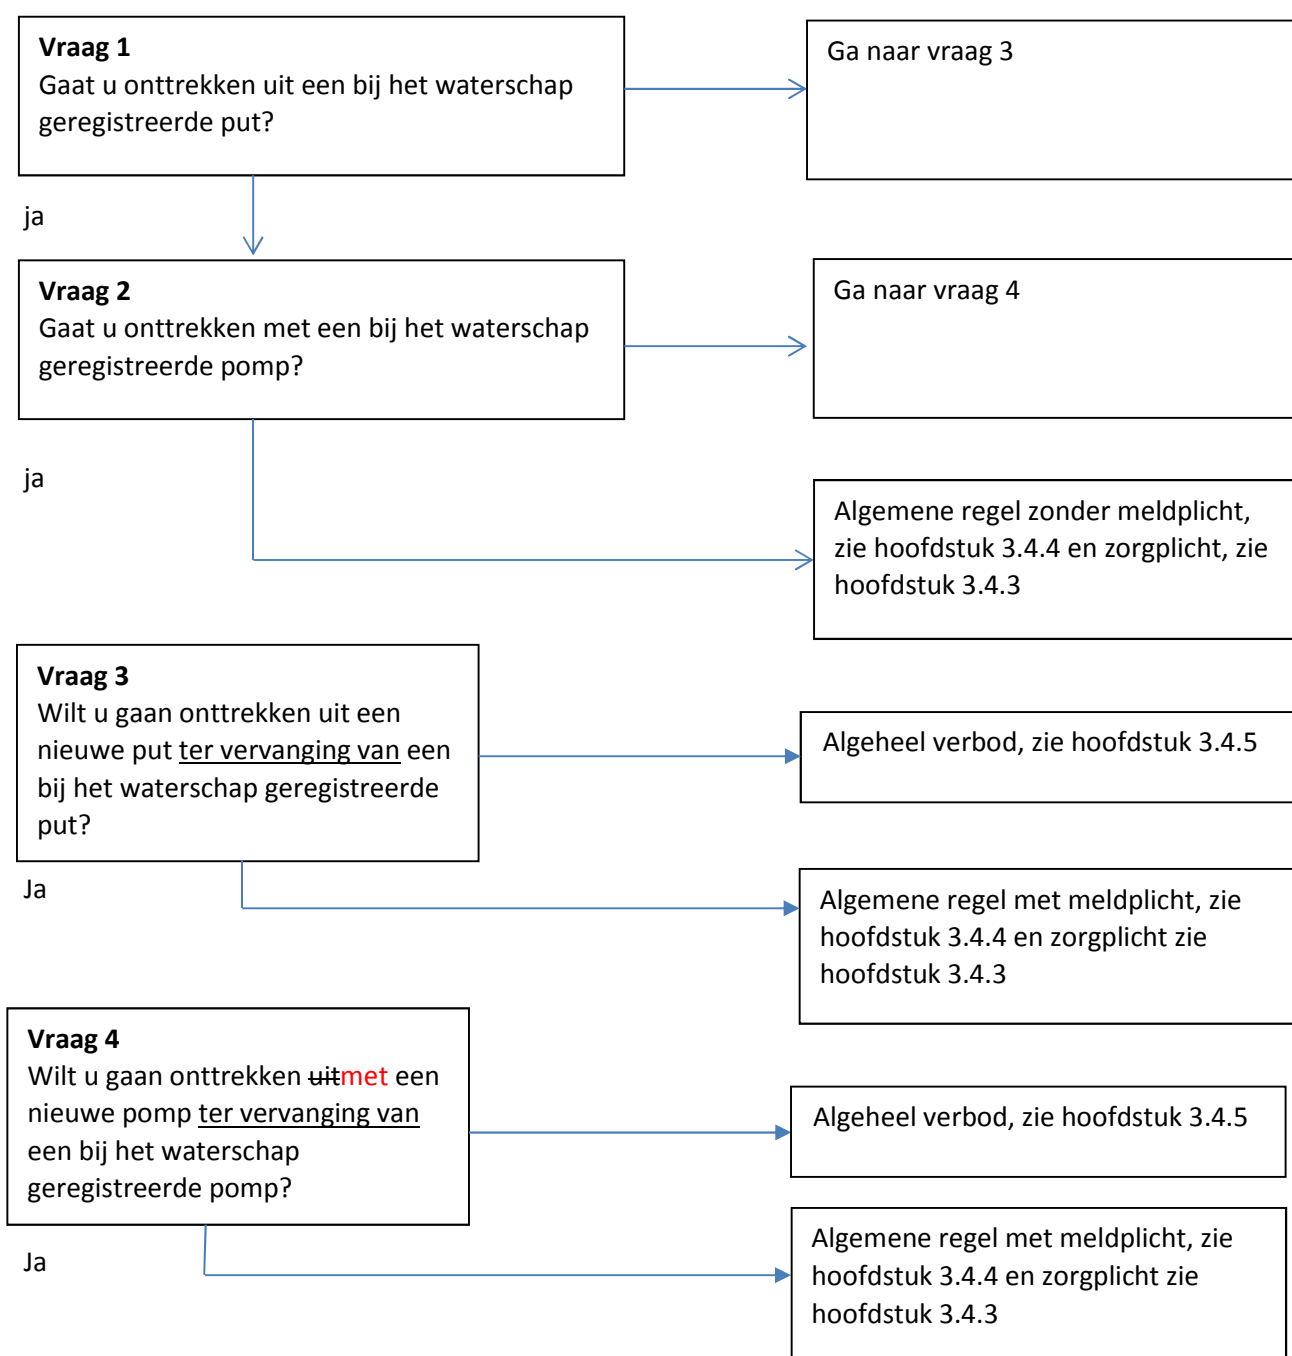 Vraag 1
Gaat u onttrekken uit een bij het waterschap
geregistreerde put?
Ga naar vraag 3
ja
Vraag 2
Gaat u onttrekken met een bij het waterschap
geregistreerde pomp?
Ga naar vraag 4
ja
Algemene regel zonder meldplicht,
zie hoofdstuk 3.4.4 en zorgplicht, zie
hoofdstuk 3.4.3
Vraag 3
Wilt u gaan onttrekken uit een
nieuwe put ter vervanging van een
bij het waterschap geregistreerde
put?
Algeheel verbod, zie hoofdstuk 3.4.5
Ja
Algemene regel met meldplicht, zie
hoofdstuk 3.4.4 en zorgplicht zie
hoofdstuk 3.4.3
Vraag 4
Wilt u gaan onttrekken uitmet een
nieuwe pomp ter vervanging van
een bij het waterschap
geregistreerde pomp?
Algeheel verbod, zie hoofdstuk 3.4.5
Ja
Algemene regel met meldplicht, zie
hoofdstuk 3.4.4 en zorgplicht zie
hoofdstuk 3.4.3